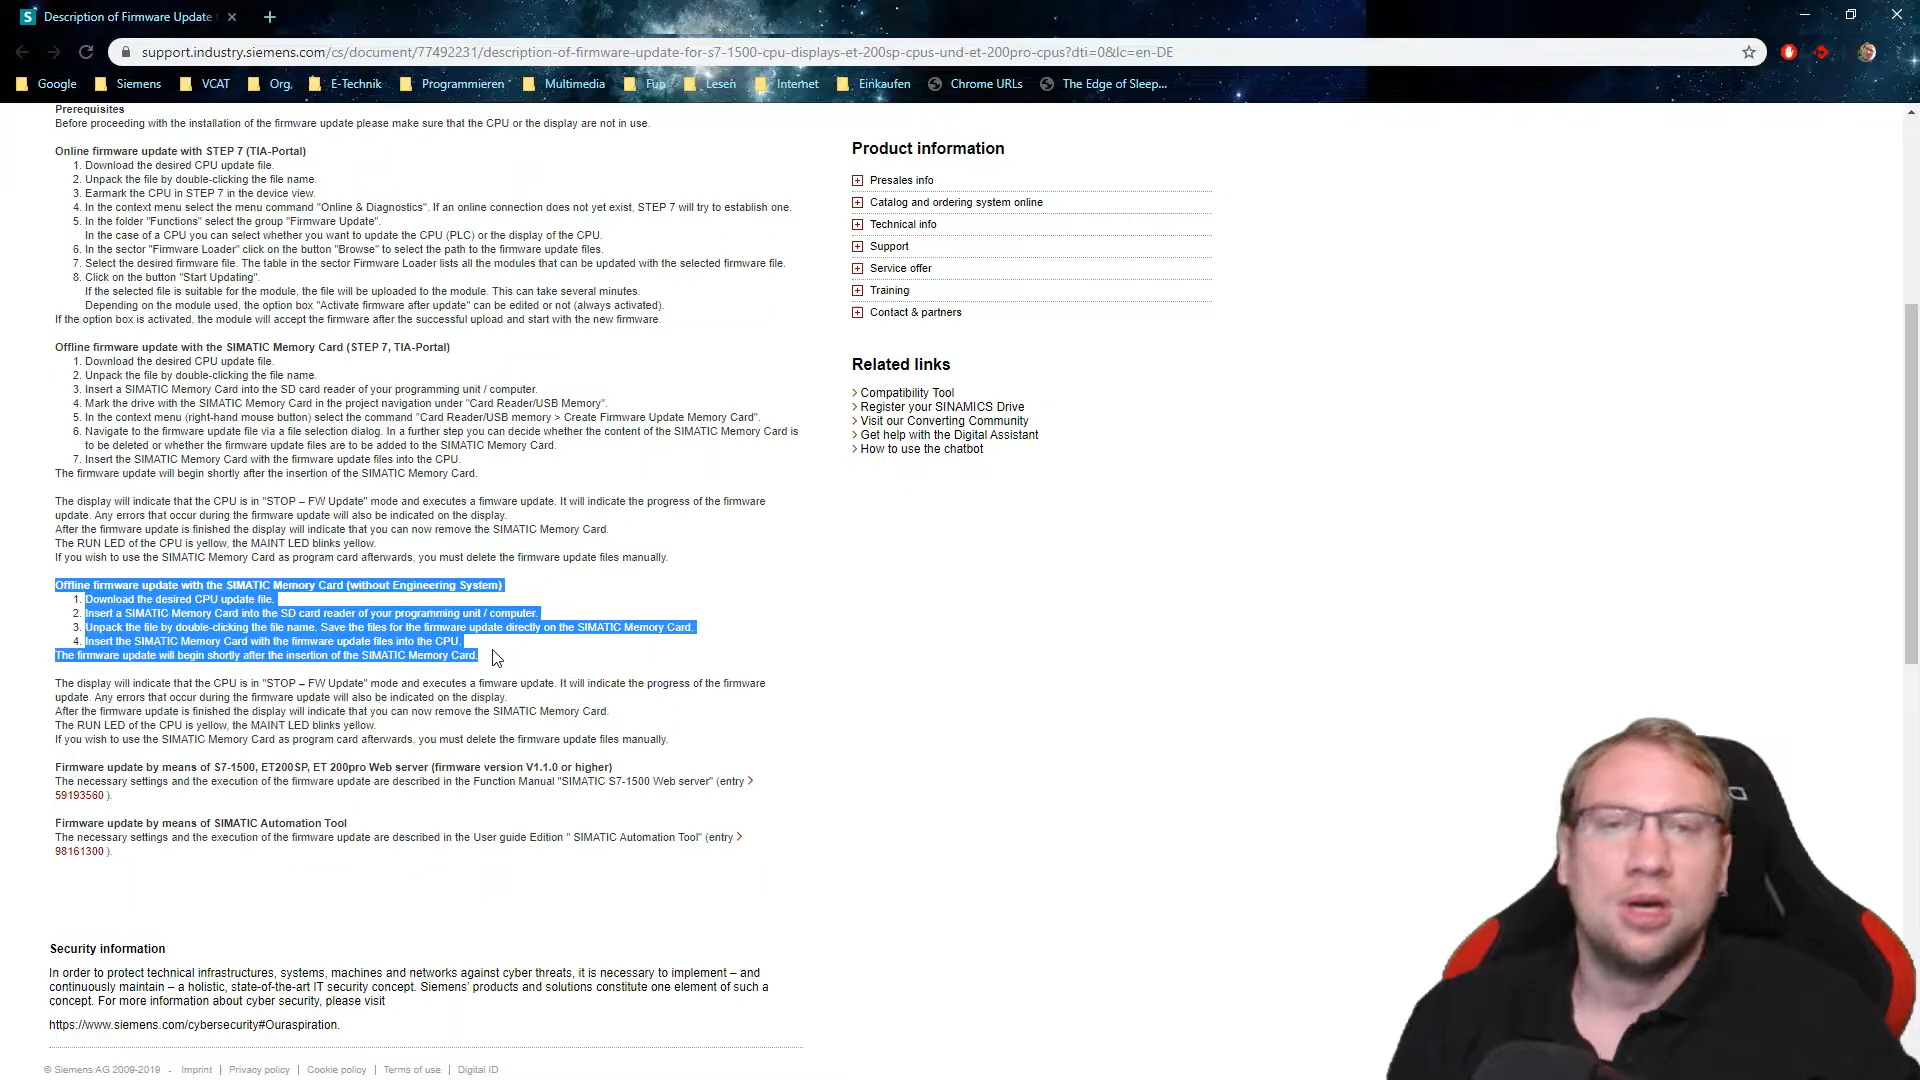 Description of Firmware Update
support.industry.siemens.com/cs/document/77492231/description-of-firmware-update-for-s7-1500-cpu-displays-et-200sp-cpus-und-et-200pro-cpus?dti=0&lc=en-DE
Google
Siemens
VCAT
Org.
E-Technik
Programmieren
Multimedia
Fun
Lesen
Internet
Einkaufen
Chrome URLs
The Edge of Sleep...
Prerequisites
Before proceeding with the installation of the firmware update please make sure that the CPU or the display are not in use.
Online firmware update with STEP 7 (TIA-Portal)
1. Download the desired CPU update file.
2. Unpack the file by double-clicking the file name.
3. Earmark the CPU in STEP 7 in the device view.
4. In the context menu select the menu command "Online & Diagnostics". If an online connection does not yet exist, STEP 7 will try to establish one.
5. In the folder "Functions" select the group "Firmware Update".
In the case of a CPU you can select whether you want to update the CPU (PLC) or the display of the CPU.
6. In the sector "Firmware Loader" click on the button "Browse" to select the path to the firmware update files.
7. Select the desired firmware file. The table in the sector Firmware Loader lists all the modules that can be updated with the selected firmware file.
8. Click on the button "Start Updating".
If the selected file is suitable for the module, the file will be uploaded to the module. This can take several minutes.
Depending on the module used, the option box "Activate firmware after update" can be edited or not (always activated).
If the option box is activated, the module will accept the firmware after the successful upload and start with the new firmware.
Offline firmware update with the SIMATIC Memory Card (STEP 7, TIA-Portal)
1. Download the desired CPU update file.
2. Unpack the file by double-clicking the file name.
3. Insert a SIMATIC Memory Card into the SD card reader of your programming unit / computer.
4. Mark the drive with the SIMATIC Memory Card in the project navigation under "Card Reader/USB Memory".
5. In the context menu (right-hand mouse button) select the command "Card Reader/USB memory > Create Firmware Update Memory Card".
6. Navigate to the firmware update file via a file selection dialog. In a further step you can decide whether the content of the SIMATIC Memory Card is
to be deleted or whether the firmware update files are to be added to the SIMATIC Memory Card.
7. Insert the SIMATIC Memory Card with the firmware update files into the CPU.
The firmware update will begin shortly after the insertion of the SIMATIC Memory Card.
The display will indicate that the CPU is in "STOP – FW Update" mode and executes a fimware update. It will indicate the progress of the firmware
update. Any errors that occur during the firmware update will also be indicated on the display.
After the firmware update is finished the display will indicate that you can now remove the SIMATIC Memory Card.
The RUN LED of the CPU is yellow, the MAINT LED blinks yellow.
If you wish to use the SIMATIC Memory Card as program card afterwards, you must delete the firmware update files manually.
Offline firmware update with the SIMATIC Memory Card (without Engineering System)
1. Download the desired CPU update file.
2. Insert a SIMATIC Memory Card into the SD card reader of your programming unit / computer.
3. Unpack the file by double-clicking the file name. Save the files for the firmware update directly on the SIMATIC Memory Card.
4. Insert the SIMATIC Memory Card with the firmware update files into the CPU.
The firmware update will begin shortly after the insertion of the SIMATIC Memory Card.
The display will indicate that the CPU is in "STOP – FW Update" mode and executes a fimware update. It will indicate the progress of the firmware
update. Any errors that occur during the firmware update will also be indicated on the display.
After the firmware update is finished the display will indicate that you can now remove the SIMATIC Memory Card.
The RUN LED of the CPU is yellow, the MAINT LED blinks yellow.
If you wish to use the SIMATIC Memory Card as program card afterwards, you must delete the firmware update files manually.
Firmware update by means of S7-1500, ET200SP, ET 200pro Web server (firmware version V1.1.0 or higher)
The necessary settings and the execution of the firmware update are described in the Function Manual "SIMATIC S7-1500 Web server" (entry
59193560 ).
Firmware update by means of SIMATIC Automation Tool
The necessary settings and the execution of the firmware update are described in the User guide Edition " SIMATIC Automation Tool" (entry
98161300 ).
Security information
In order to protect technical infrastructures, systems, machines and networks against cyber threats, it is necessary to implement – and
continuously maintain – a holistic, state-of-the-art IT security concept. Siemens' products and solutions constitute one element of such a
concept. For more information about cyber security, please visit
https://www.siemens.com/cybersecurity#Ouraspiration.
© Siemens AG 2009-2019 - Imprint | Privacy policy | Cookie policy | Terms of use | Digital ID
Product information
Presales info
Catalog and ordering system online
Technical info
Support
Service offer
Training
Contact & partners
Related links
Compatibility Tool
Register your SINAMICS Drive
Visit our Converting Community
Get help with the Digital Assistant
How to use the chatbot